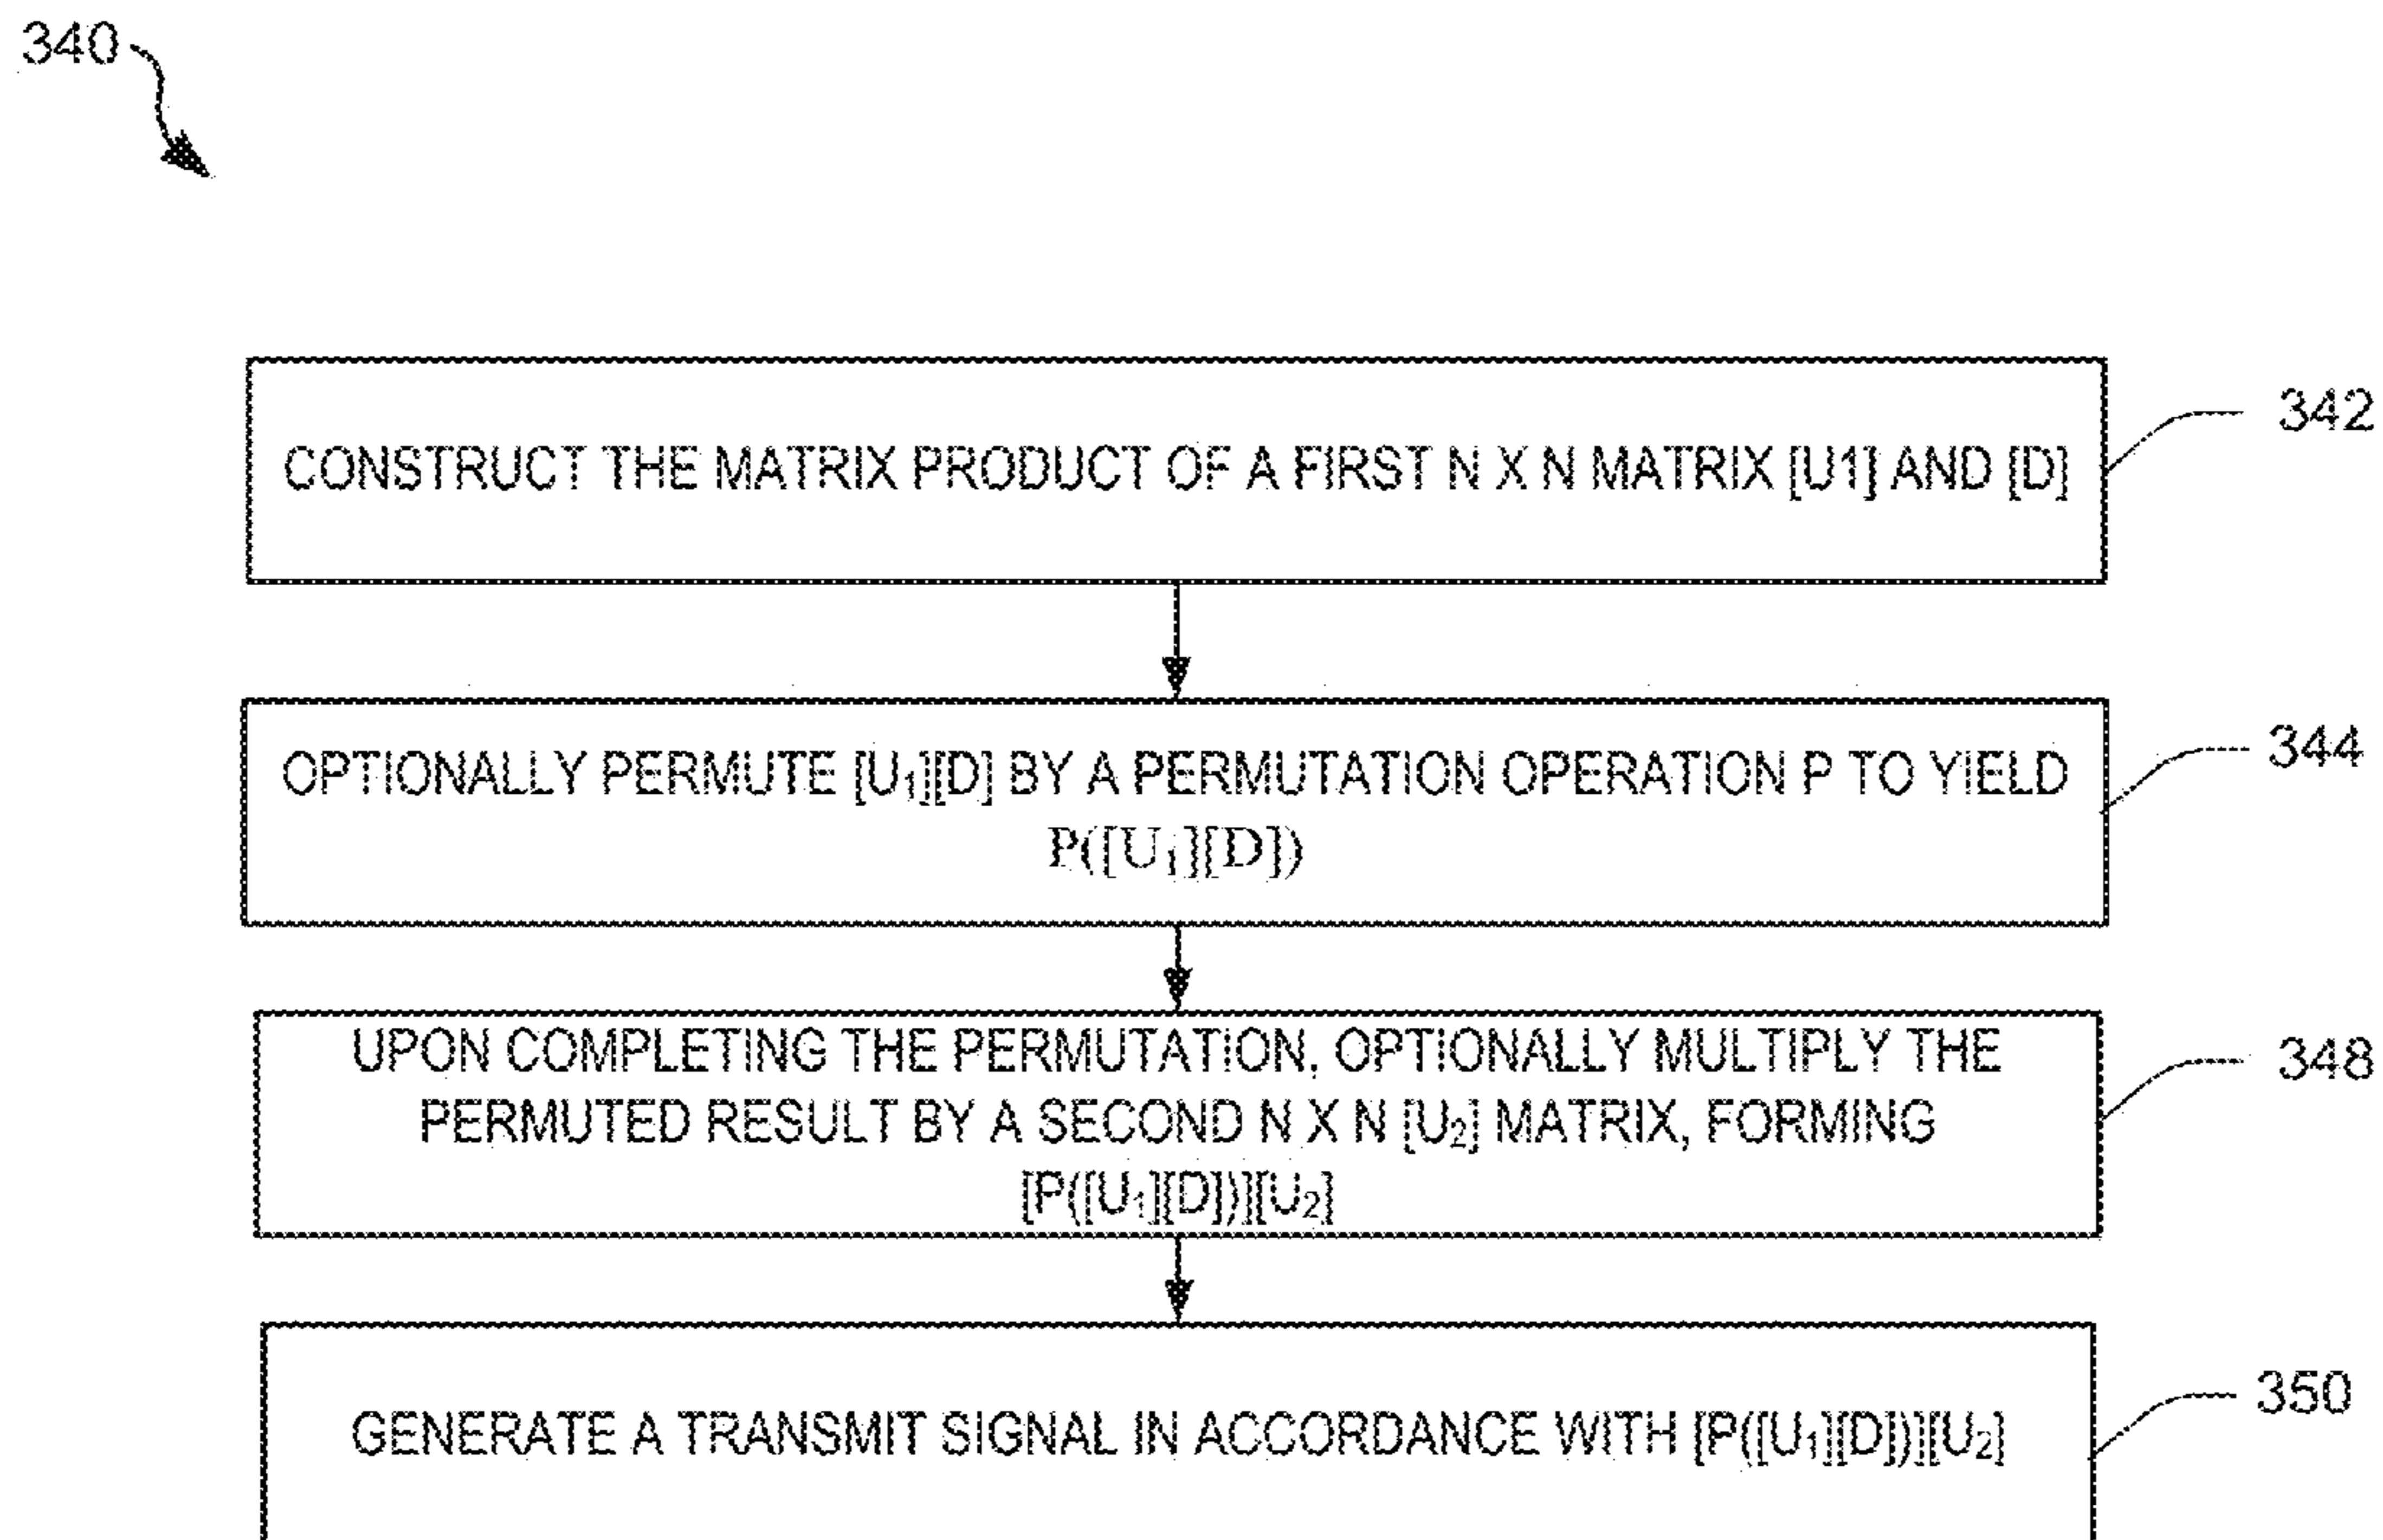 340
CONSTRUCT THE MATRIX PRODUCT OF A FIRST N X N MATRIX [U1] AND [D]
342
OPTIONALLY PERMUTE [U₁][D] BY A PERMUTATION OPERATION P TO YIELD
P([U₁][D])
344
UPON COMPLETING THE PERMUTATION, OPTIONALLY MULTIPLY THE
PERMUTED RESULT BY A SECOND N X N [U₂] MATRIX, FORMING
[P([U₁][D])][U₂]
348
GENERATE A TRANSMIT SIGNAL IN ACCORDANCE WITH [P([U₁][D])][U₂]
350